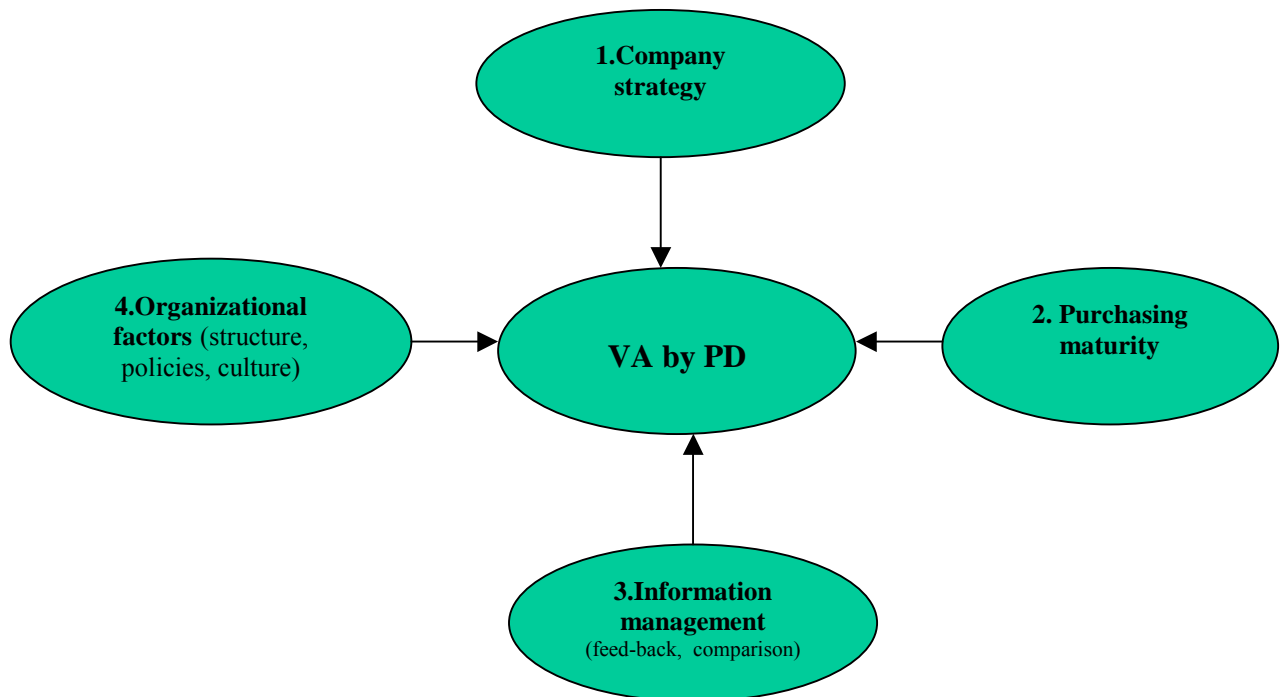 1.Company
strategy
4.Organizational
factors (structure,
policies, culture)
VA by PD
2. Purchasing
maturity
3.Information
management
(feed-back, comparison)